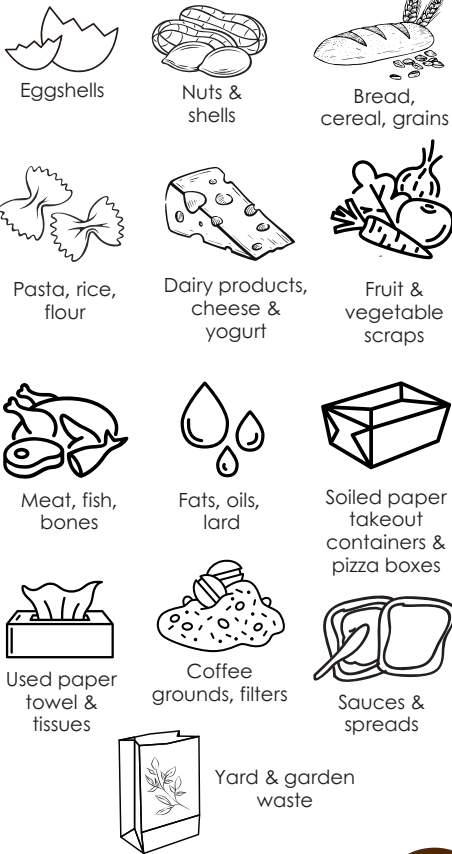 Eggshells
Nuts &
shells
Bread,
cereal, grains
Pasta, rice,
flour
Dairy products,
cheese &
yogurt
Fruit &
vegetable
scraps
Meat, fish,
bones
Fats, oils,
lard
Soiled paper
takeout
containers &
pizza boxes
Used paper
towel &
tissues
Coffee
grounds, filters
Sauces &
spreads
Yard & garden
waste